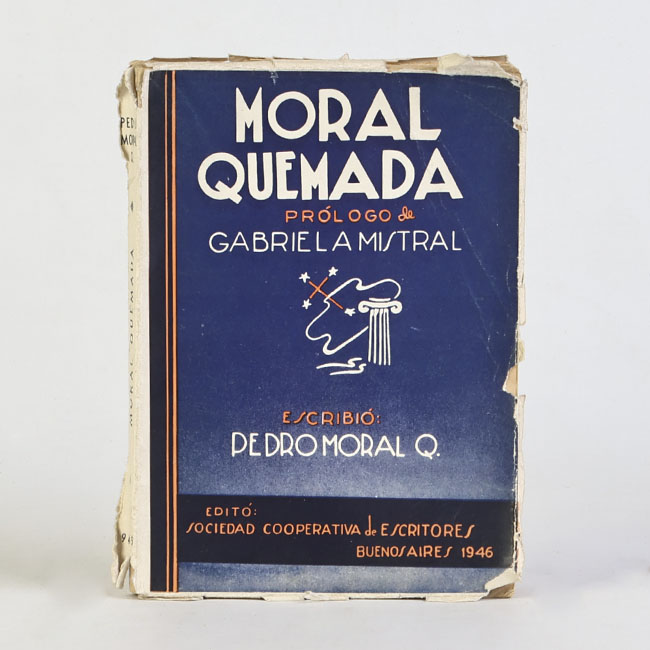 MORAL
QUEMADA
PRÓLOGO de
GABRIELA MISTRAL
ESCRIBIÓ:
PEDRO MORAL Q.
EDITÓ:
SOCIEDAD COOPERATIVA de ESCRITORES
BUENOS AIRES 1946
MORAL QUEMADA